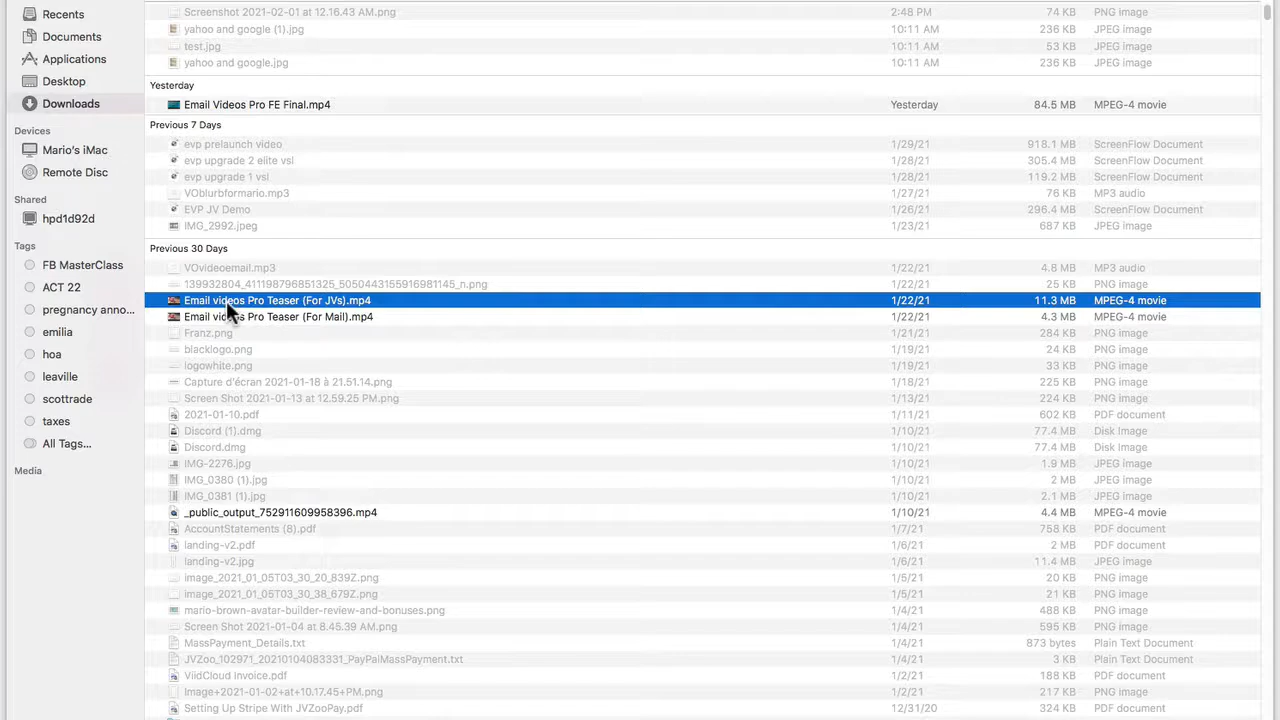 Recents
Documents
Applications
Desktop
Downloads
Devices
Mario's iMac
Remote Disc
Shared
hpd1d92d
Tags
FB MasterClass
ACT 22
pregnancy anno...
emilia
hoa
leaville
scottrade
taxes
All Tags...
Media
Screenshot 2021-02-01 at 12.16.43 AM.png 2:48 PM 74 KB PNG image
yahoo and google (1).jpg 10:11 AM 236 KB JPEG image
test.jpg 10:11 AM 53 KB JPEG image
yahoo and google.jpg 10:11 AM 236 KB JPEG image
Yesterday
Email Videos Pro FE Final.mp4 Yesterday 84.5 MB MPEG-4 movie
Previous 7 Days
evp prelaunch video 1/29/21 918.1 MB ScreenFlow Document
evp upgrade 2 elite vsl 1/28/21 305.4 MB ScreenFlow Document
evp upgrade 1 vsl 1/28/21 119.2 MB ScreenFlow Document
VOblurbformario.mp3 1/27/21 76 KB MP3 audio
EVP JV Demo 1/26/21 296.4 MB ScreenFlow Document
IMG_2992.jpeg 1/23/21 687 KB JPEG image
Previous 30 Days
VOvideoemail.mp3 1/22/21 4.8 MB MP3 audio
139932804_411198796851325_5050443155916981145_n.png 1/22/21 286 KB PNG image
Email videos Pro Teaser (For JVs).mp4 1/22/21 11.3 MB MPEG-4 movie
Email videos Pro Teaser (For Mail).mp4 1/22/21 4.3 MB MPEG-4 movie
Franz.png 1/21/21 284 KB PNG image
blacklogo.png 1/19/21 24 KB PNG image
logowhite.png 1/19/21 33 KB PNG image
Capture d'écran 2021-01-18 à 21.51.14.png 1/18/21 225 KB PNG image
Screen Shot 2021-01-13 at 12.59.25 PM.png 1/13/21 224 KB PNG image
2021-01-10.pdf 1/11/21 602 KB PDF document
Discord (1).dmg 1/10/21 77.4 MB Disk Image
Discord.dmg 1/10/21 77.4 MB Disk Image
IMG-2276.jpg 1/10/21 1.9 MB JPEG image
IMG_0380 (1).jpg 1/10/21 2 MB JPEG image
IMG_0381 (1).jpg 1/10/21 2.1 MB JPEG image
_public_output_752911609958396.mp4 1/10/21 4.4 MB MPEG-4 movie
AccountStatements (8).pdf 1/7/21 758 KB PDF document
landing-v2.pdf 1/6/21 2 MB PDF document
landing-v2.jpg 1/6/21 11.4 MB JPEG image
image_2021_01_05T03_30_20_839Z.png 1/5/21 20 KB PNG image
image_2021_01_05T03_30_38_679Z.png 1/5/21 21 KB PNG image
mario-brown-avatar-builder-review-and-bonuses.png 1/4/21 488 KB PNG image
Screen Shot 2021-01-04 at 8.45.39 AM.png 1/4/21 595 KB PNG image
MassPayment_Details.txt 1/4/21 873 bytes Plain Text Document
JVZoo_102971_20210104083331_PayPalMassPayment.txt 1/4/21 3 KB Plain Text Document
ViidCloud Invoice.pdf 1/2/21 188 KB PDF document
Image+2021-01-02+at+10.17.45+PM.png 1/2/21 217 KB PNG image
Setting Up Stripe With JVZooPay.pdf 12/31/20 324 KB PDF document